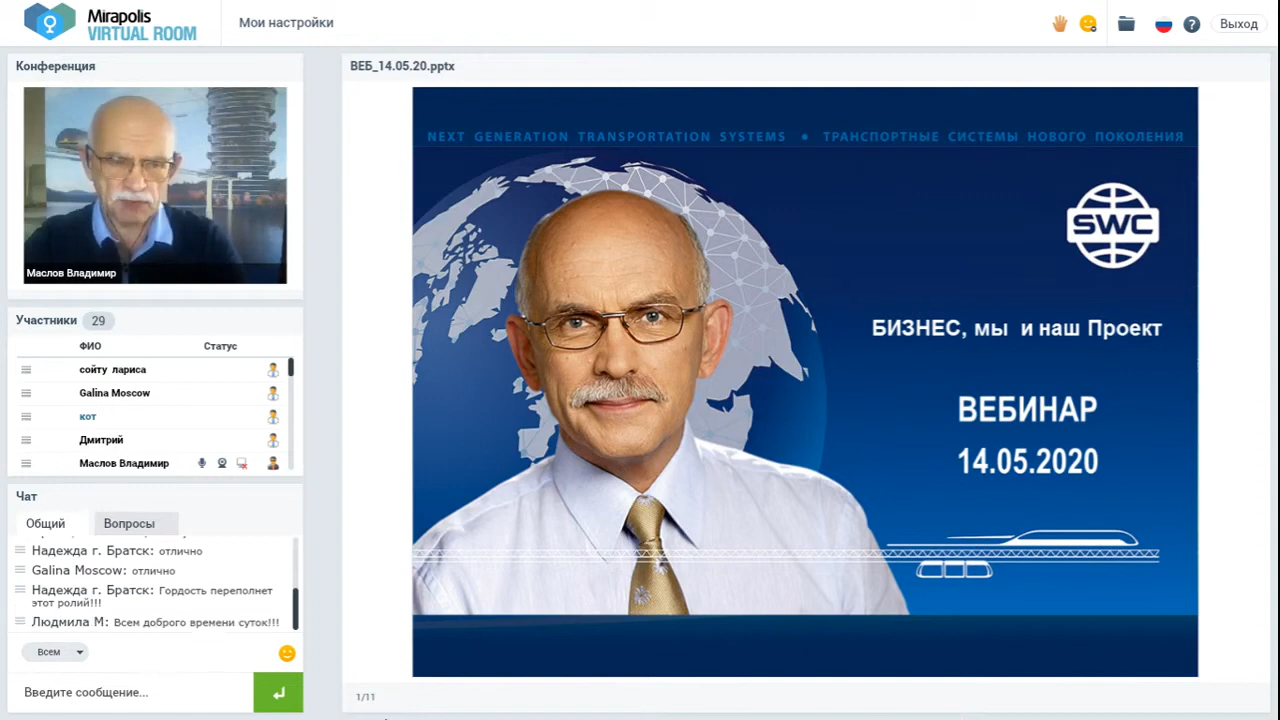 Mirapolis
VIRTUAL ROOM
Мои настройки
Выход
Конференция
Маслов Владимир
Участники 29
ФИО Статус
сойту лариса
Galina Moscow
кот
Дмитрий
Маслов Владимир
Чат
Общий Вопросы
Надежда г. Братск: отлично
Galina Moscow: отлично
Надежда г. Братск: Гордость переполнет
этот ролий!!!
Людмила М: Всем доброго времени суток!!!
Всем
Введите сообщение...
ВЕБ_14.05.20.pptx
NEXT GENERATION TRANSPORTATION SYSTEMS • ТРАНСПОРТНЫЕ СИСТЕМЫ НОВОГО ПОКОЛЕНИЯ
SWC
БИЗНЕС, мы и наш Проект
ВЕБИНАР
14.05.2020
1/11